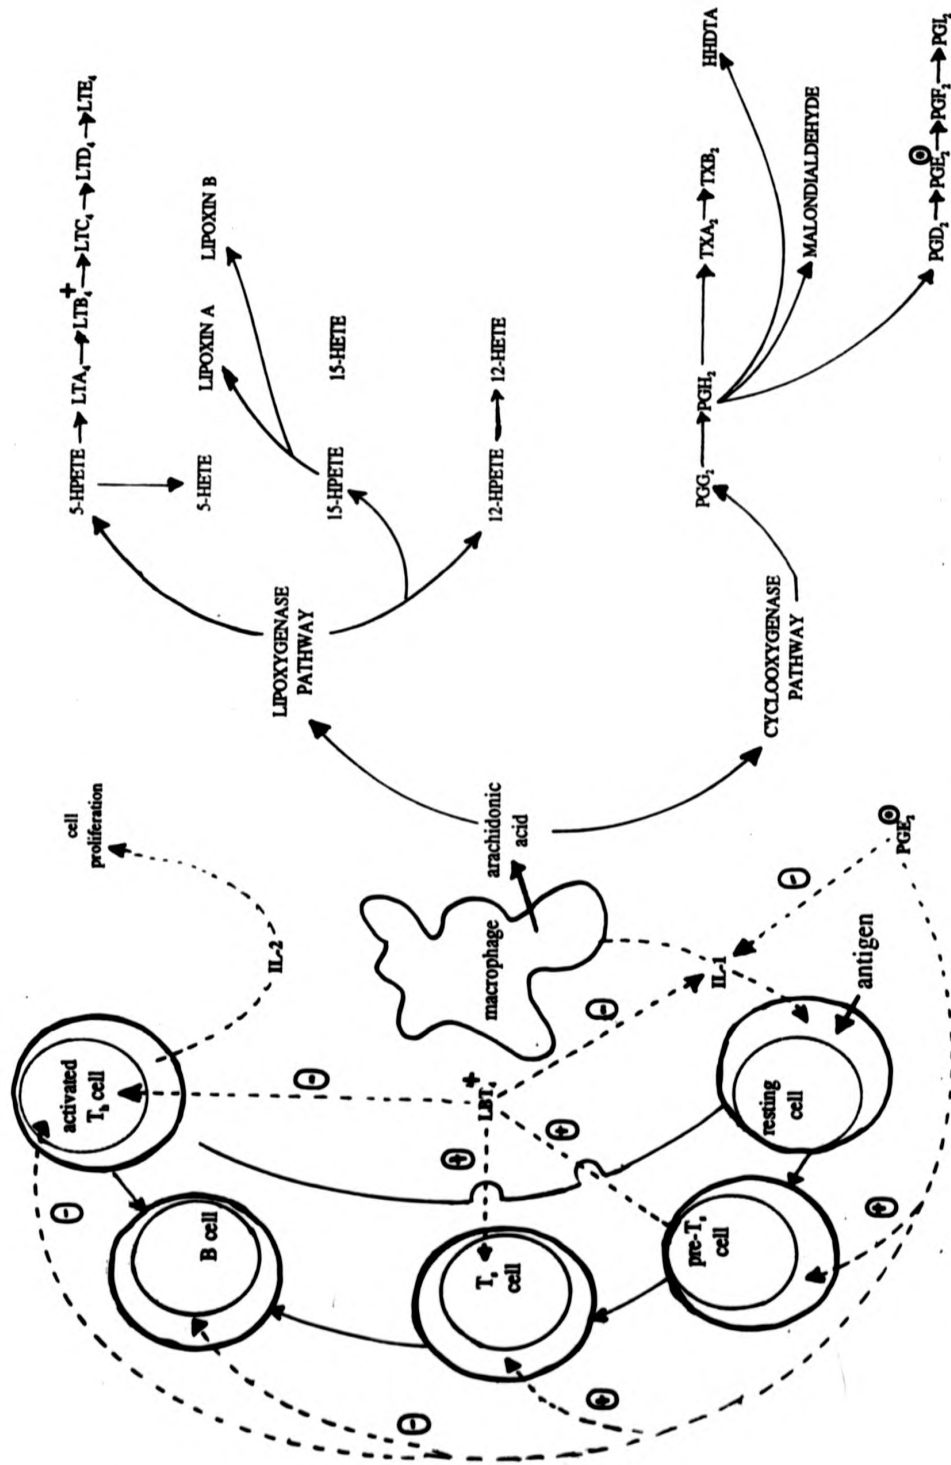 activated
Th cell
B cell
Ts
cell
pre-Ts
cell
resting
cell
antigen
IL-2
cell
proliferation
LBT4 +
macrophage
IL-1
PGE2
arachidonic
acid
LIPOXYGENASE
PATHWAY
5-HPETE → LTA4 → LTB4 + → LTC4 → LTD4 → LTE4
5-HETE
LIPOXIN A
LIPOXIN B
15-HPETE
15-HETE
12-HPETE → 12-HETE
CYCLOOXYGENASE
PATHWAY
PGG2 → PGH2 → TXA2 → TXB2
HHDTA
MALONDIALDEHYDE
PGD2 → PGE2 → PGF2 → PGI2